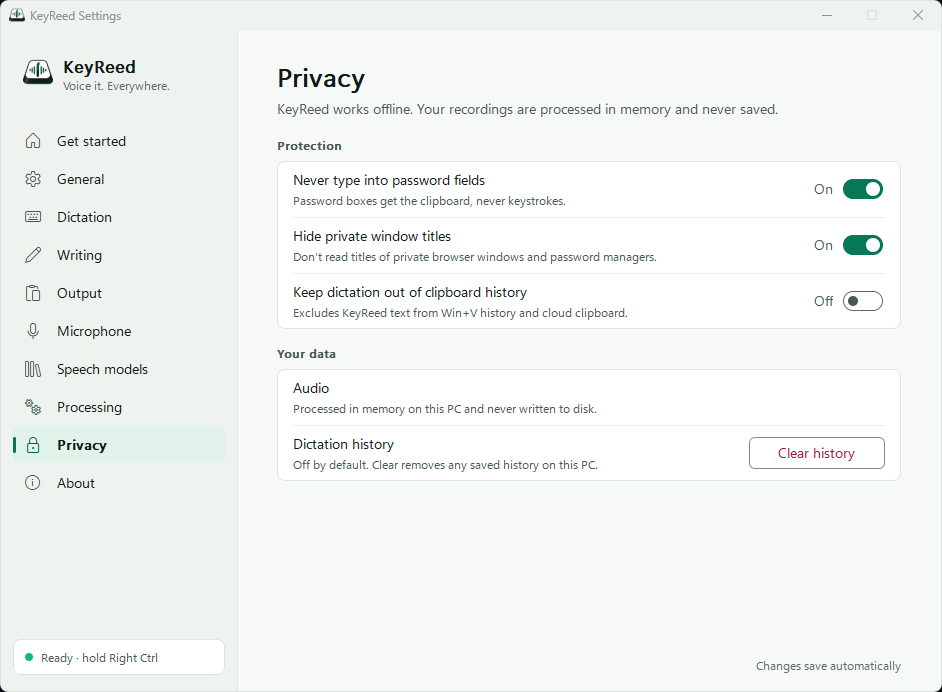 KeyReed Settings
KeyReed
Voice it. Everywhere.
Get started
General
Dictation
Writing
Output
Microphone
Speech models
Processing
Privacy
About
Ready · hold Right Ctrl
Privacy
KeyReed works offline. Your recordings are processed in memory and never saved.
Protection
Never type into password fields
Password boxes get the clipboard, never keystrokes.
On
Hide private window titles
Don't read titles of private browser windows and password managers.
On
Keep dictation out of clipboard history
Excludes KeyReed text from Win+V history and cloud clipboard.
Off
Your data
Audio
Processed in memory on this PC and never written to disk.
Dictation history
Off by default. Clear removes any saved history on this PC.
Clear history
Changes save automatically